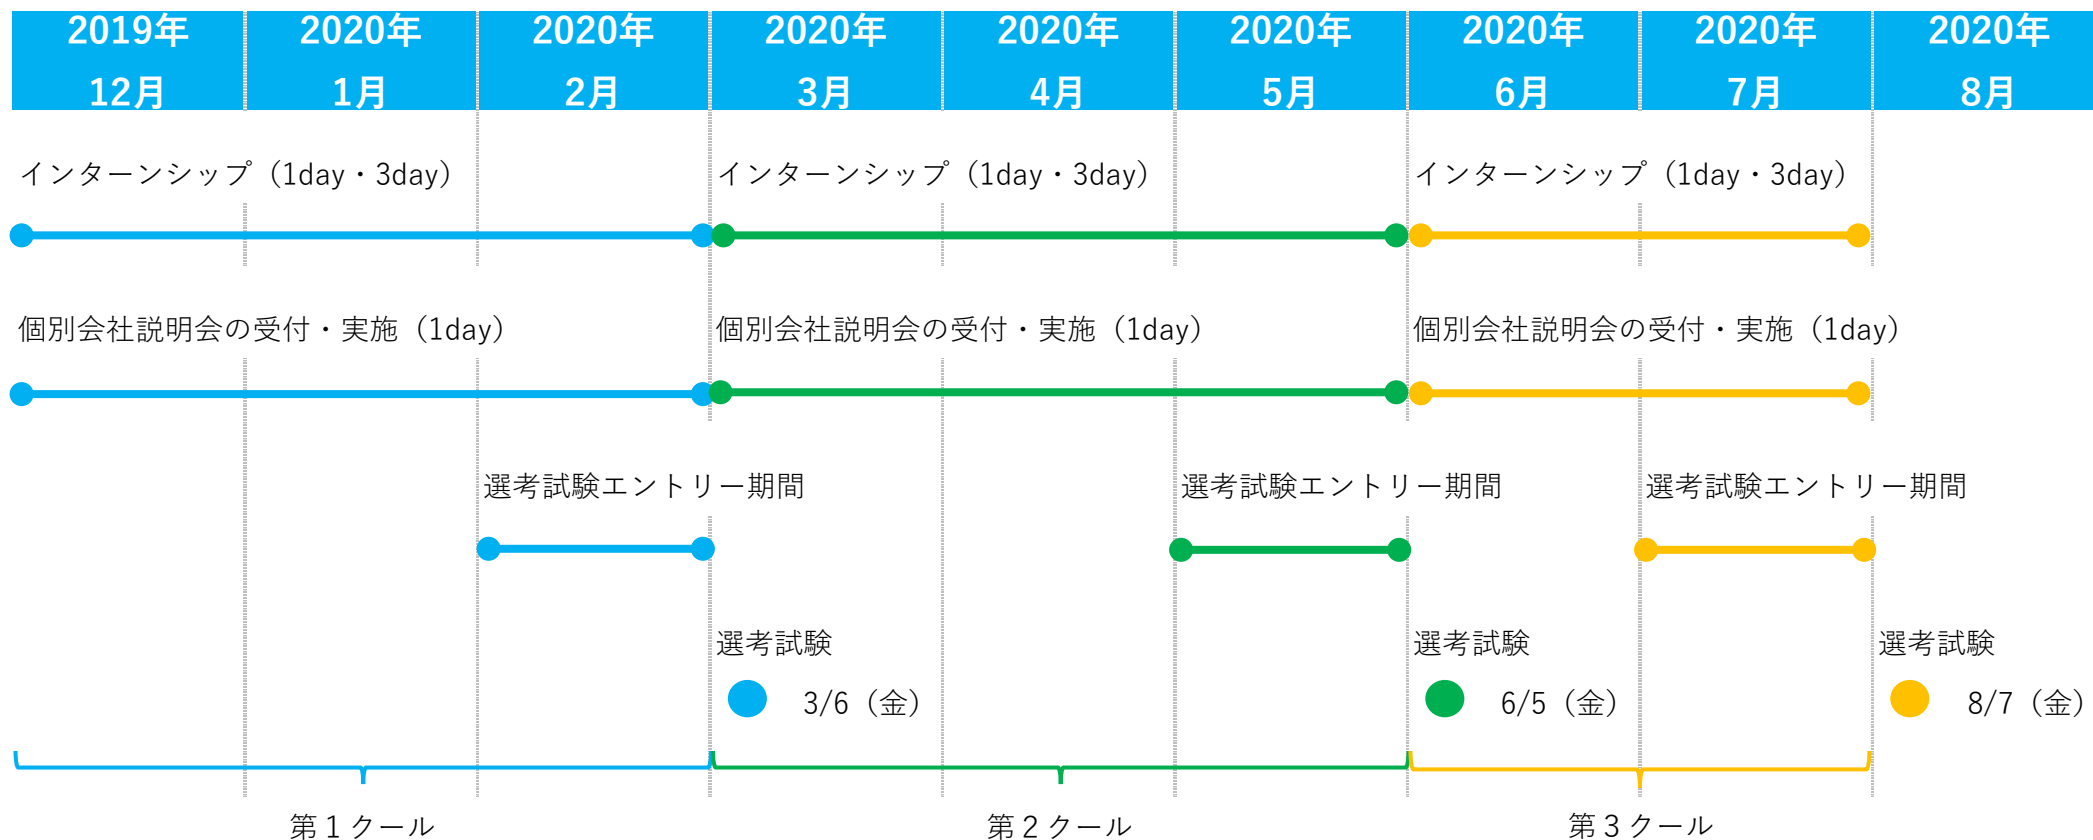 2019年 2020年 2020年 2020年 2020年 2020年 2020年 2020年 2020年
12月 1月 2月 3月 4月 5月 6月 7月 8月
インターンシップ（1day・3day） インターンシップ（1day・3day） インターンシップ（1day・3day）
個別会社説明会の受付・実施（1day） 個別会社説明会の受付・実施（1day） 個別会社説明会の受付・実施（1day）
選考試験エントリー期間 選考試験エントリー期間 選考試験エントリー期間
選考試験 選考試験 選考試験
3/6（金） 6/5（金） 8/7（金）
第１クール 第２クール 第３クール